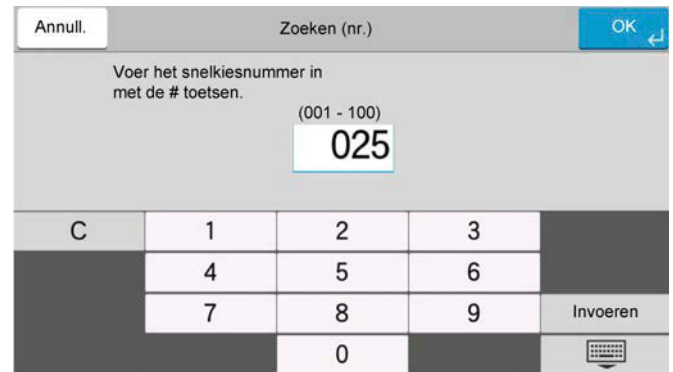 Annull.
Zoeken (nr.)
OK
Voer het snelkiesnummer in
met de # toetsen.
(001 - 100)
025
C
1
2
3
4
5
6
7
8
9
Invoeren
0